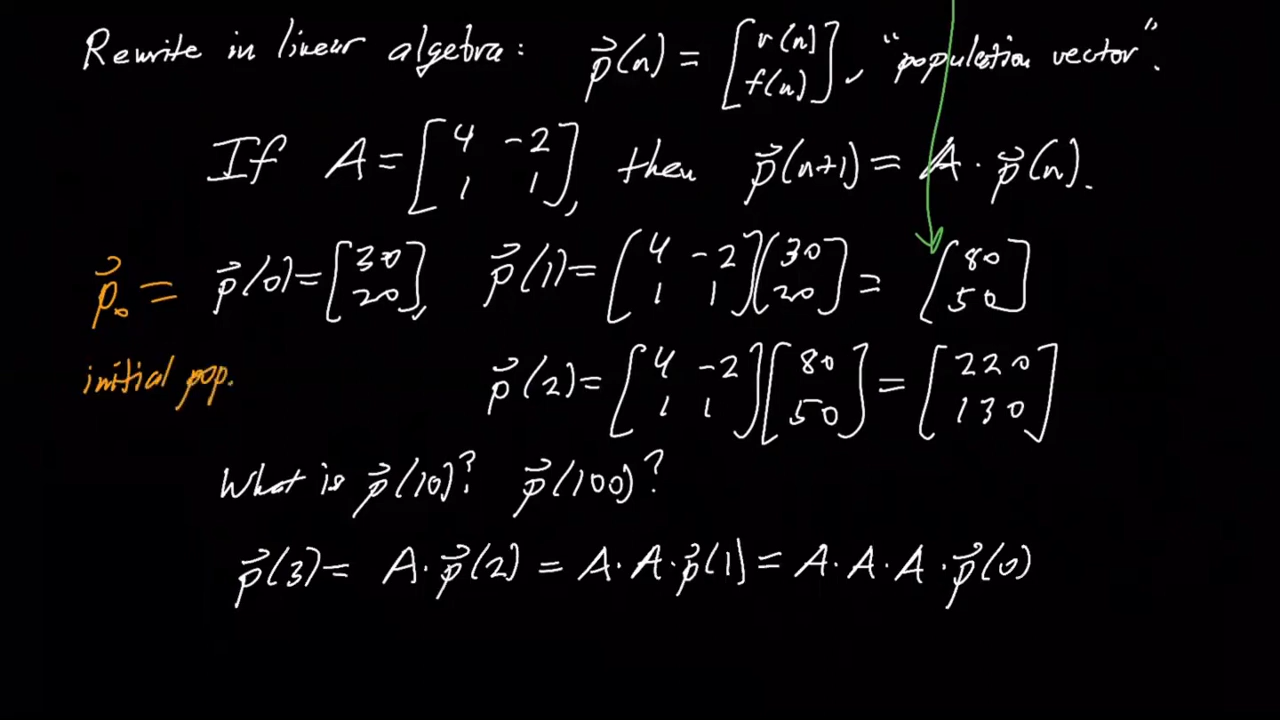 Rewrite in linear algebra: p⃗(n) = [r(n) f(n)], "population vector".
If A = [4 -2 1 1], then p⃗(n+1) = A · p⃗(n).
p⃗₀ = p⃗(0) = [30 20], p⃗(1) = [4 -2 1 1][30 20] = [80 50]
initial pop. p⃗(2) = [4 -2 1 1][80 50] = [220 130]
What is p⃗(10)? p⃗(100)?
p⃗(3) = A · p⃗(2) = A · A · p⃗(1) = A · A · A · p⃗(0)